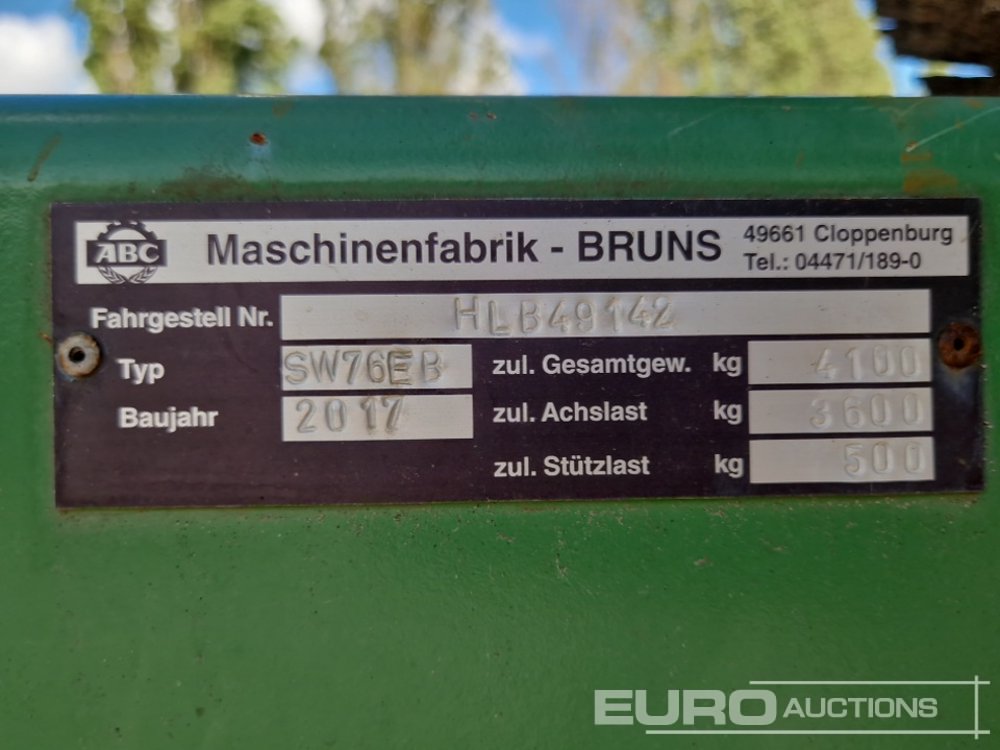 ABC
Maschinenfabrik - BRUNS
49661 Cloppenburg
Tel.: 04471/189-0
Fahrgestell Nr. HLB49142
Typ SW76EB zul. Gesamtgew. kg 4100
Baujahr 2017 zul. Achslast kg 3600
zul. Stützlast kg 500
EURO AUCTIONS